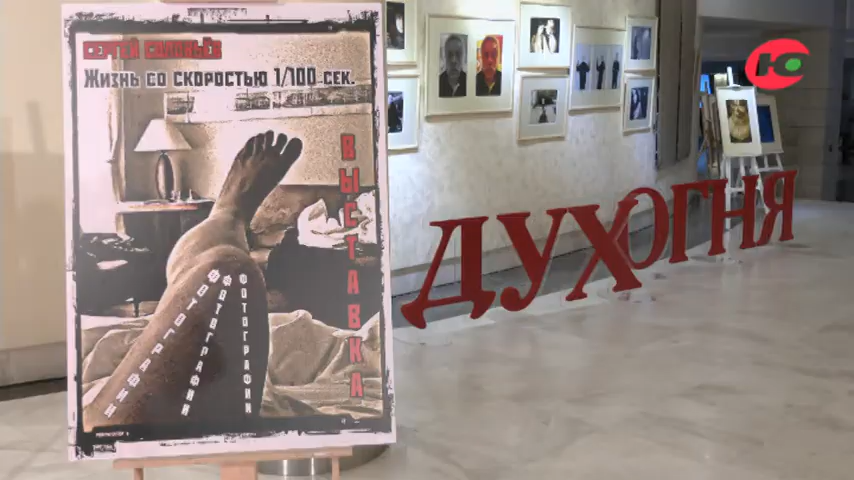 СЕРГЕЙ СОЛОВЬЁВ
Жизнь со скоростью 1/100 сек.
ВЫСТАВКА
ФОТОГРАФИИ
ФОТОГРАФИИ
ФОТОГРАФИИ
ДУХОГНЯ
Ю